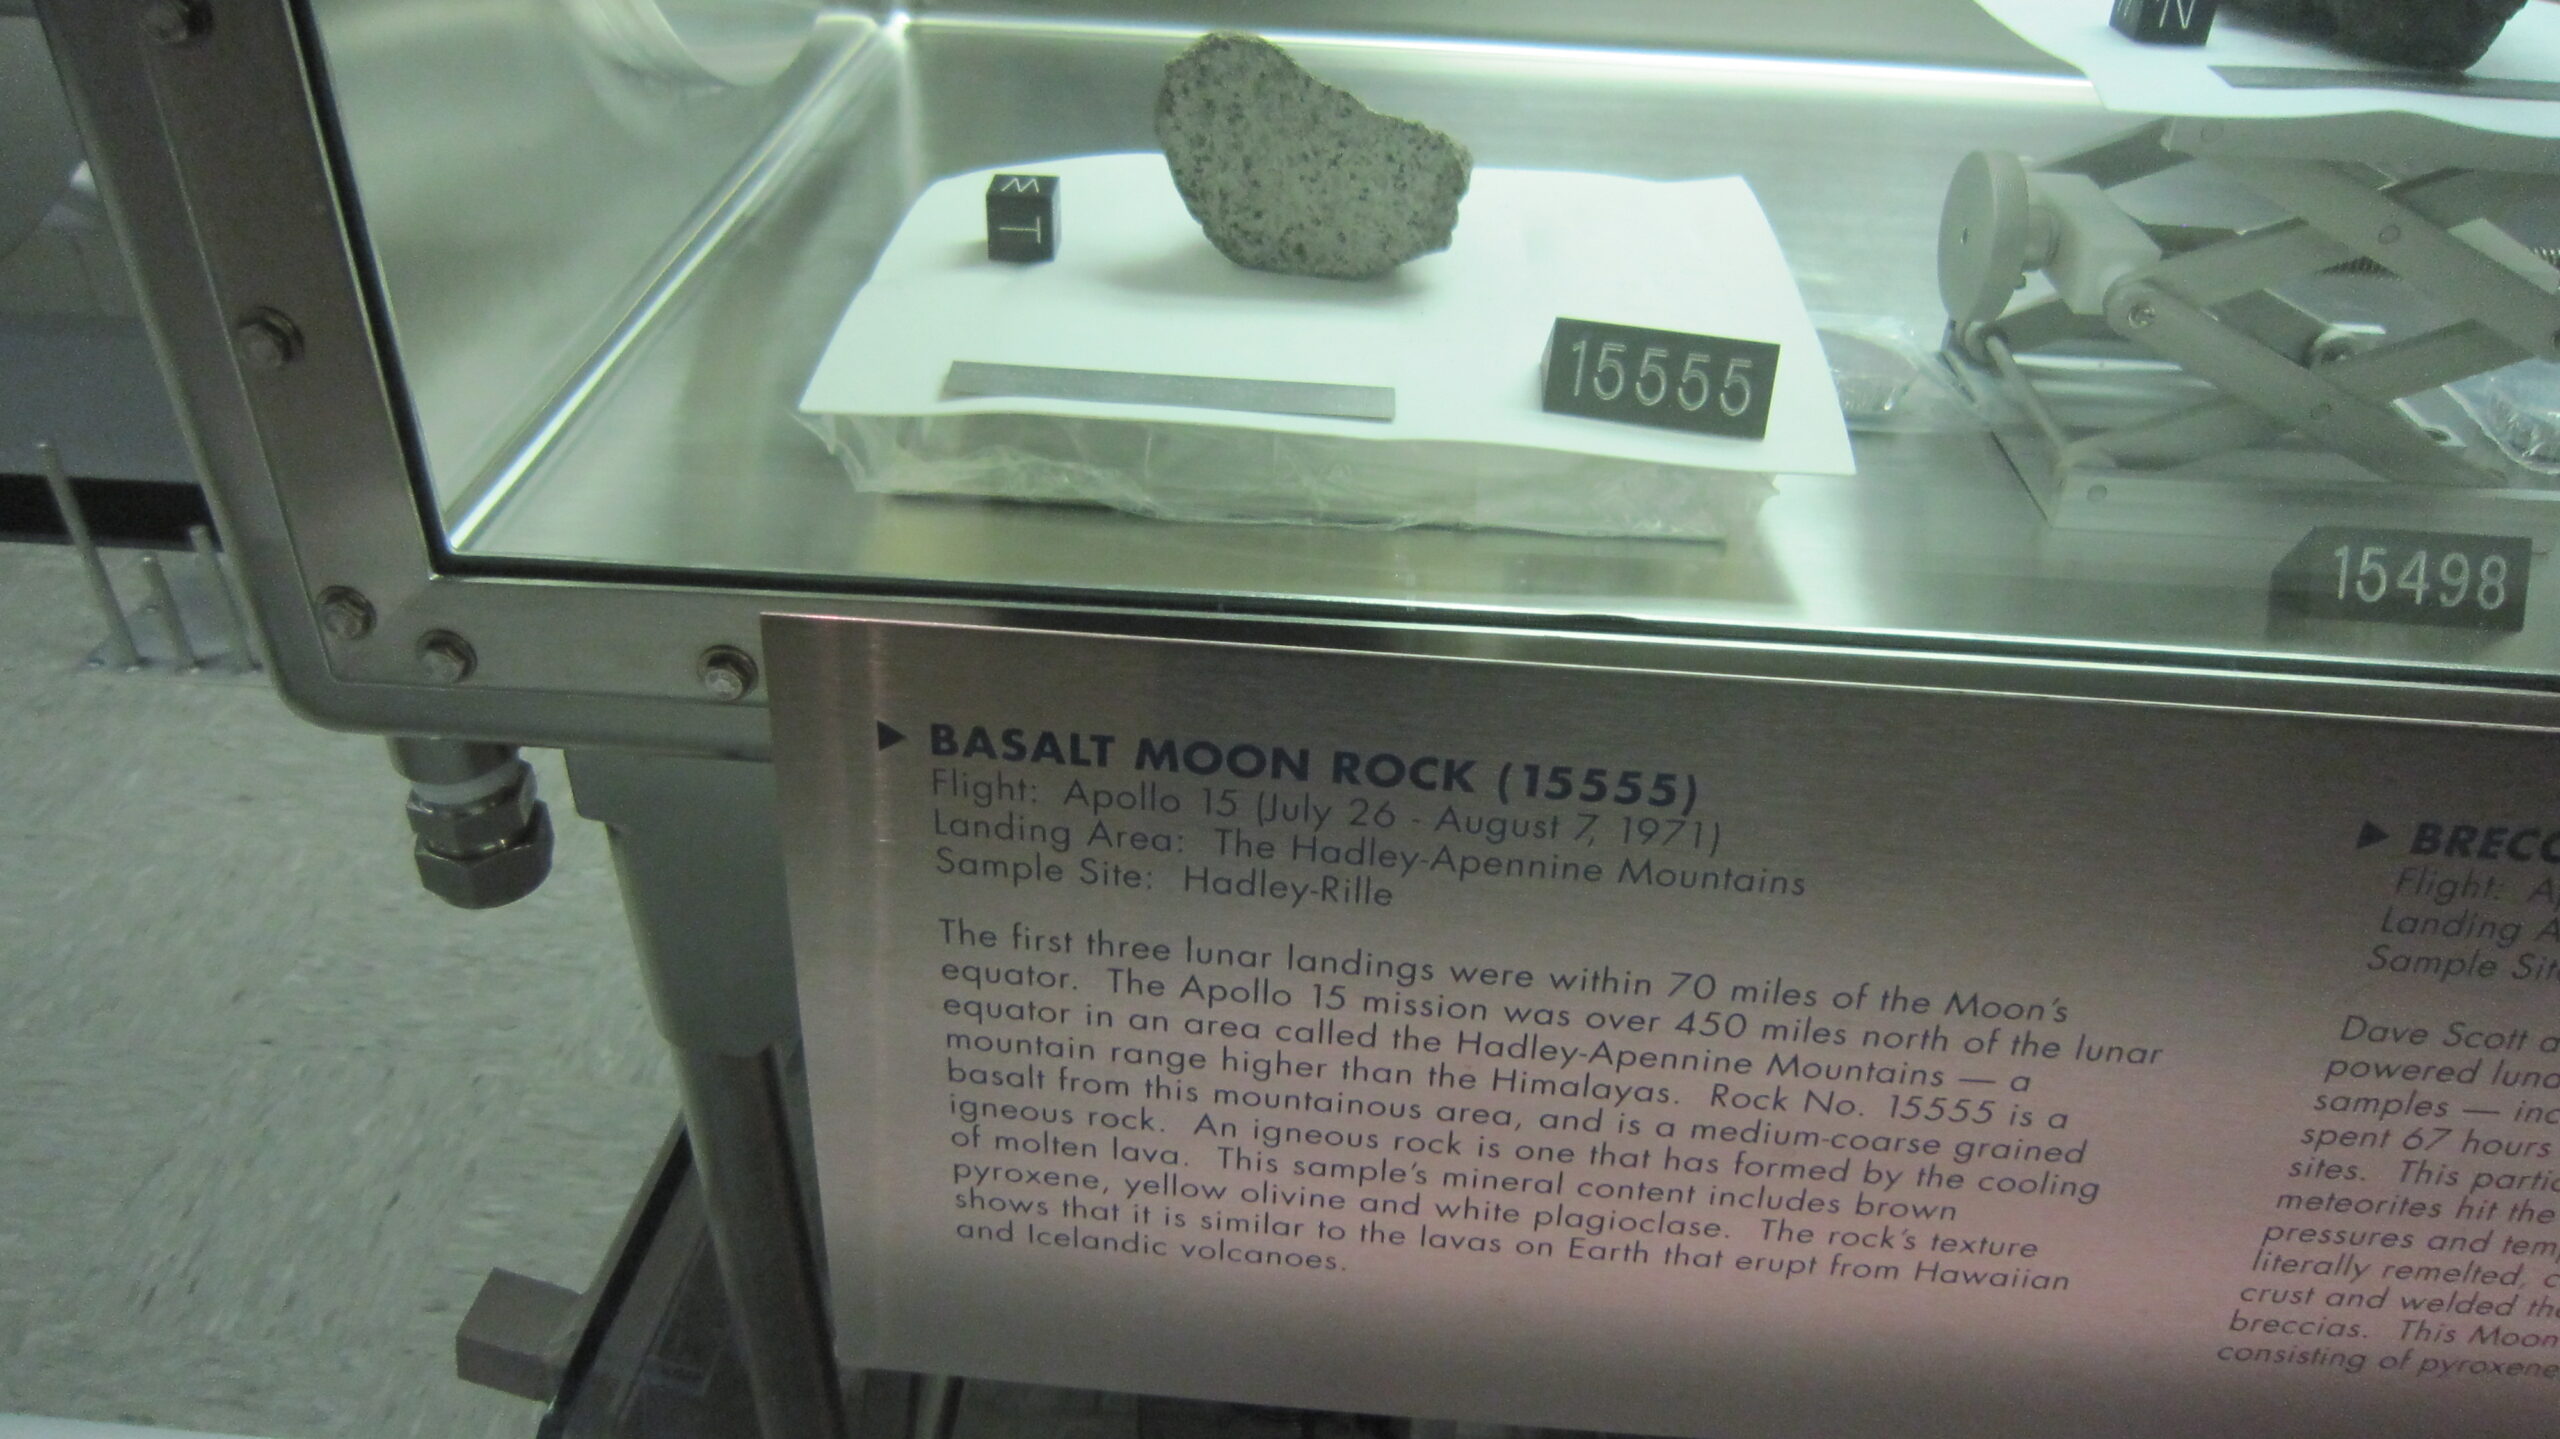 N
W
T
15555
15498
▶ BASALT MOON ROCK (15555)
Flight: Apollo 15 (July 26 - August 7, 1971)
Landing Area: The Hadley-Apennine Mountains
Sample Site: Hadley-Rille
The first three lunar landings were within 70 miles of the Moon's
equator. The Apollo 15 mission was over 450 miles north of the lunar
equator in an area called the Hadley-Apennine Mountains — a
mountain range higher than the Himalayas. Rock No. 15555 is a
basalt from this mountainous area, and is a medium-coarse grained
igneous rock. An igneous rock is one that has formed by the cooling
of molten lava. This sample's mineral content includes brown
pyroxene, yellow olivine and white plagioclase. The rock's texture
shows that it is similar to the lavas on Earth that erupt from Hawaiian
and Icelandic volcanoes.
▶
Flight:
Landing
Sample
Dave Scott
powered
samples —
spent 67 hours
sites. This
meteorites hit the
pressures and
literally remelted,
crust and welded
breccias. This Moon
consisting of pyroxene